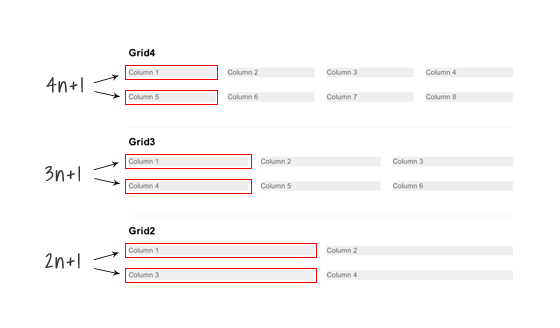 Grid4
4n+1
Column 1 Column 2 Column 3 Column 4
Column 5 Column 6 Column 7 Column 8
Grid3
3n+1
Column 1 Column 2 Column 3
Column 4 Column 5 Column 6
Grid2
2n+1
Column 1 Column 2
Column 3 Column 4